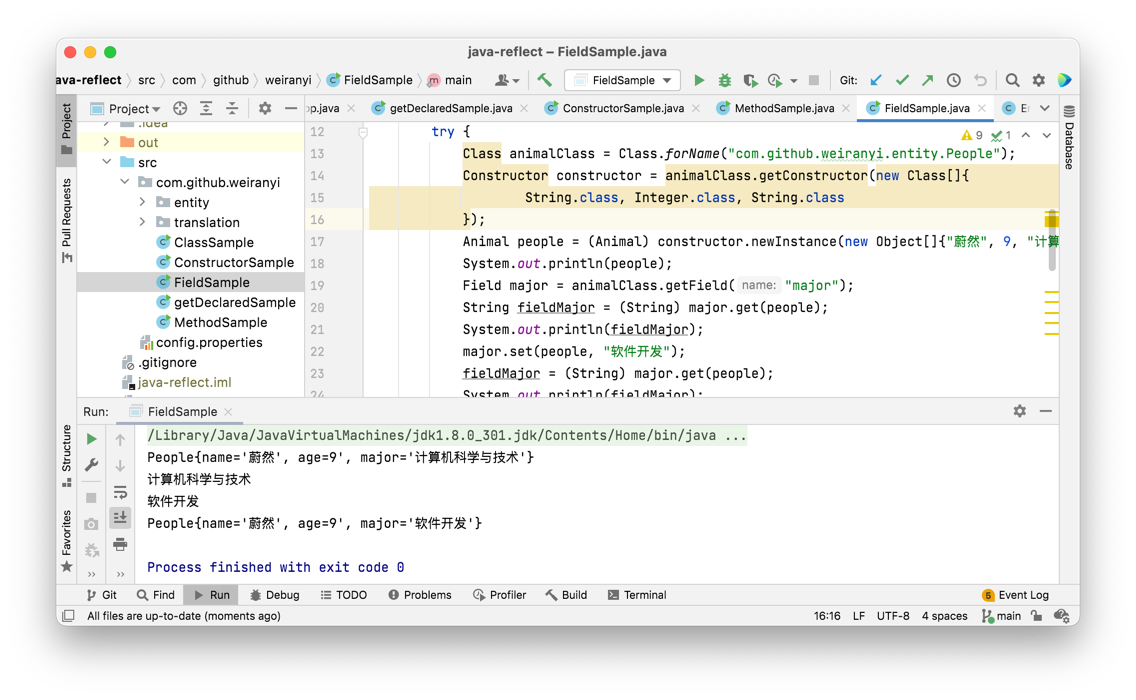 java-reflect – FieldSample.java
ava-reflect src com github weiranyi FieldSample main FieldSample Git:
Project op.java getDeclaredSample.java ConstructorSample.java MethodSample.java FieldSample.java E
Project
Pull Requests
Structure
Favorites
Database
.idea
out
src
com.github.weiranyi
entity
translation
ClassSample
ConstructorSample
FieldSample
getDeclaredSample
MethodSample
config.properties
.gitignore
java-reflect.iml
9 1
12 try {
13 Class animalClass = Class.forName("com.github.weiranyi.entity.People");
14 Constructor constructor = animalClass.getConstructor(new Class[]{
15 String.class, Integer.class, String.class
16 });
17 Animal people = (Animal) constructor.newInstance(new Object[]{"蔚然", 9, "计算
18 System.out.println(people);
19 Field major = animalClass.getField( name: "major");
20 String fieldMajor = (String) major.get(people);
21 System.out.println(fieldMajor);
22 major.set(people, "软件开发");
23 fieldMajor = (String) major.get(people);
24 System.out.println(fieldMajor);
Run: FieldSample
/Library/Java/JavaVirtualMachines/jdk1.8.0_301.jdk/Contents/Home/bin/java ...
People{name='蔚然', age=9', major='计算机科学与技术'}
计算机科学与技术
软件开发
People{name='蔚然', age=9', major='软件开发'}
Process finished with exit code 0
Git Find Run Debug TODO Problems Profiler Build Terminal 5 Event Log
All files are up-to-date (moments ago) 16:16 LF UTF-8 4 spaces main